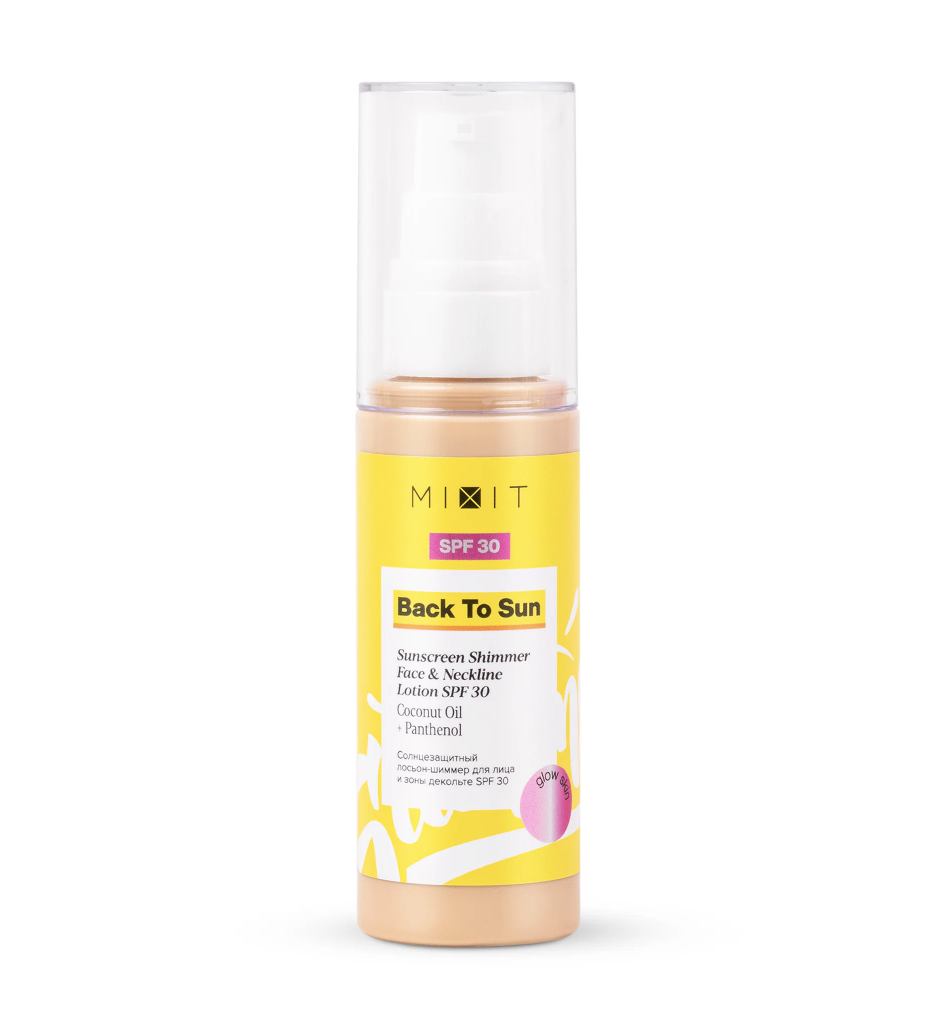 MIXIT
SPF 30
Back To Sun
Sunscreen Shimmer
Face & Neckline
Lotion SPF 30
Coconut Oil
+ Panthenol
Солнцезащитный
лосьон-шиммер для лица
и зоны декольте SPF 30
glow skin